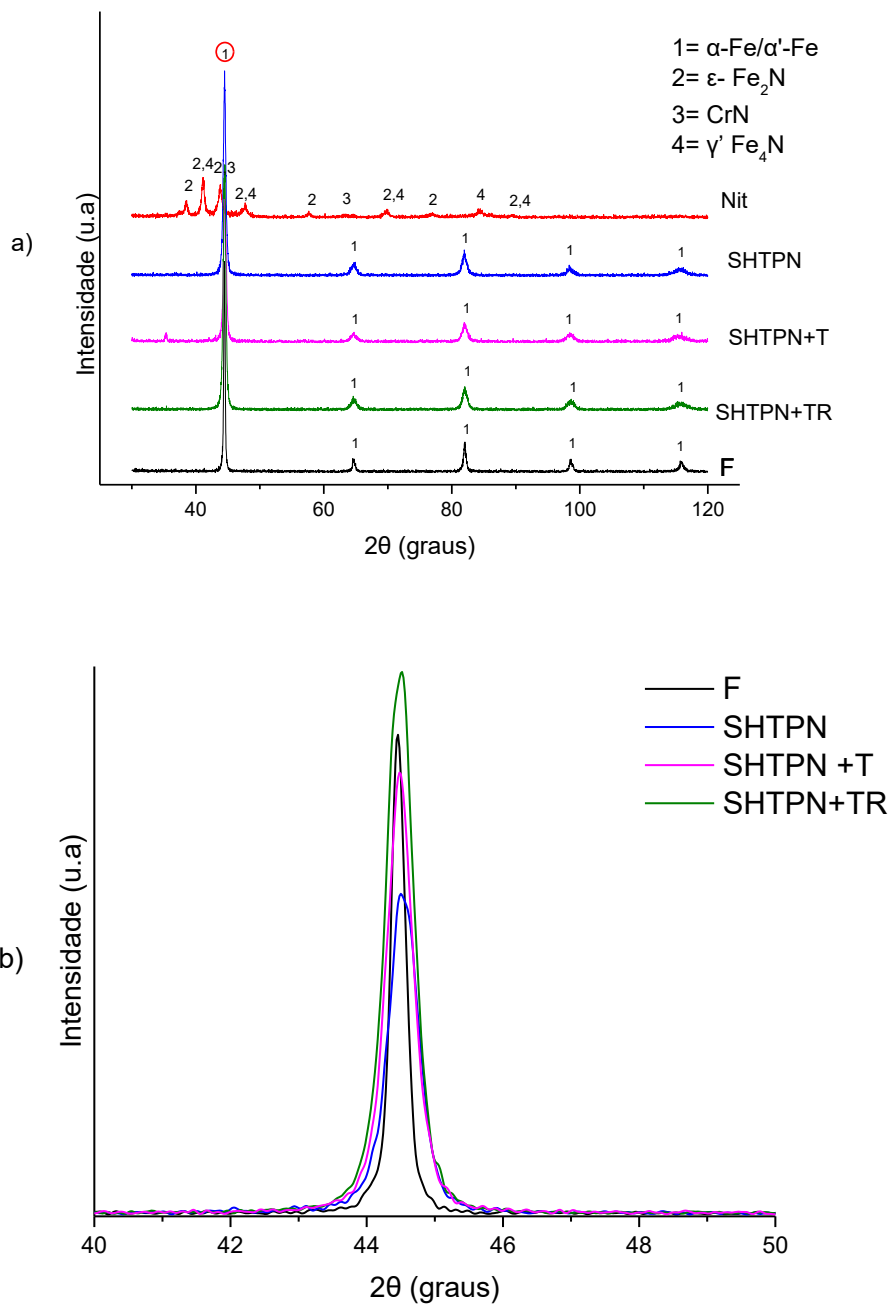 1= α-Fe/α'-Fe
2= ε- Fe₂N
3= CrN
4= γ’ Fe₄N
1
2 2,4 2,3 2,4 2 3 2,4 2 4 2,4
Nit
1 1 1 1
SHTPN
1 1 1 1
SHTPN+T
1 1 1 1
SHTPN+TR
1 1 1 1
F
a)
Intensidade (u.a)
40 60 80 100 120
2θ (graus)
F
SHTPN
SHTPN +T
SHTPN+TR
b)
Intensidade (u.a)
40 42 44 46 48 50
2θ (graus)